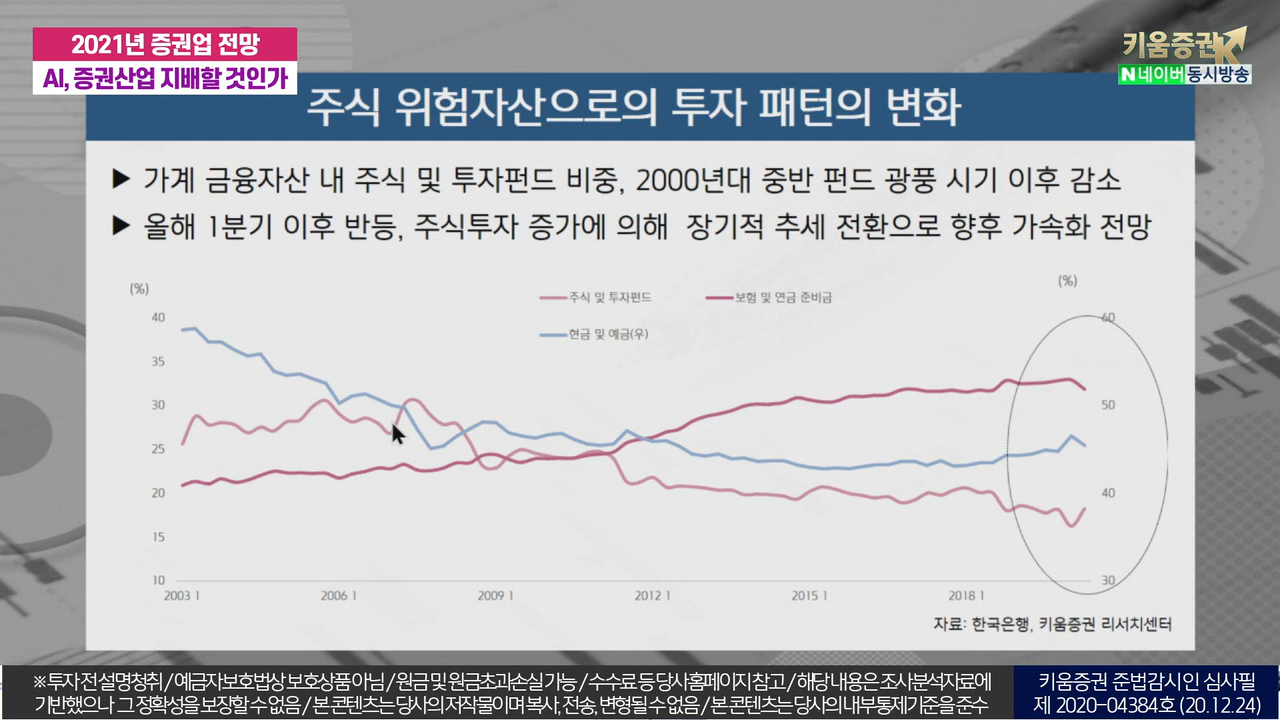 2021년 증권업 전망
AI, 증권산업 지배할 것인가
키움증권
N 네이버 동시방송
주식 위험자산으로의 투자 패턴의 변화
▶ 가계 금융자산 내 주식 및 투자펀드 비중, 2000년대 중반 펀드 광풍 시기 이후 감소
▶ 올해 1분기 이후 반등, 주식투자 증가에 의해 장기적 추세 전환으로 향후 가속화 전망
(%)
(%)
주식 및 투자펀드
보험 및 연금 준비금
현금 및 예금(우)
40
35
30
25
20
15
10
60
50
40
30
2003 1
2006 1
2009 1
2012 1
2015 1
2018 1
자료: 한국은행, 키움증권 리서치센터
※투자 전 설명청취 / 예금자보호법상 보호상품 아님 / 원금 및 원금초과손실 가능 / 수수료 등 당사홈페이지 참고 / 해당 내용은 조사분석자료에
기반했으나 그 정확성을 보장할 수 없음 / 본 콘텐츠는 당사의 저작물이며 복사, 전송, 변형될 수 없음 / 본 콘텐츠는 당사의 내부통제기준을 준수
키움증권 준법감시인 심사필
제 2020-04384호 (20.12.24)